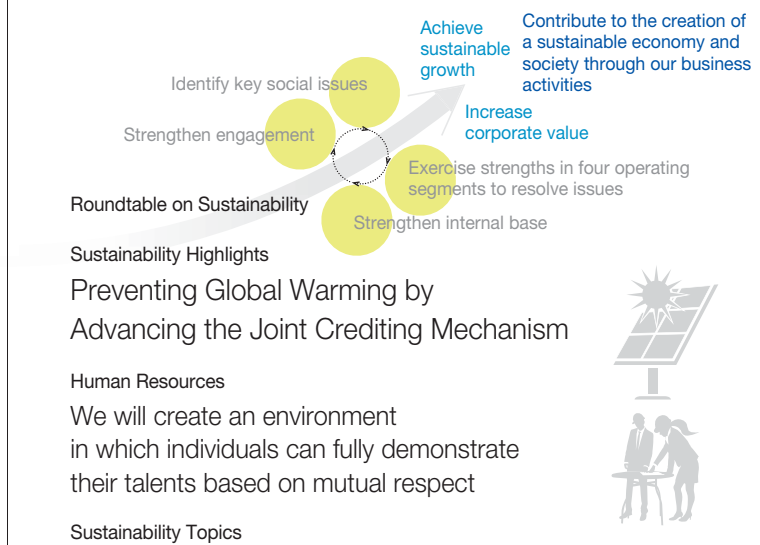 Achieve
sustainable
growth
Contribute to the creation of
a sustainable economy and
society through our business
activities
Identify key social issues
Increase
corporate value
Strengthen engagement
Exercise strengths in four operating
segments to resolve issues
Roundtable on Sustainability
Strengthen internal base
Sustainability Highlights
Preventing Global Warming by
Advancing the Joint Crediting Mechanism
Human Resources
We will create an environment
in which individuals can fully demonstrate
their talents based on mutual respect
Sustainability Topics